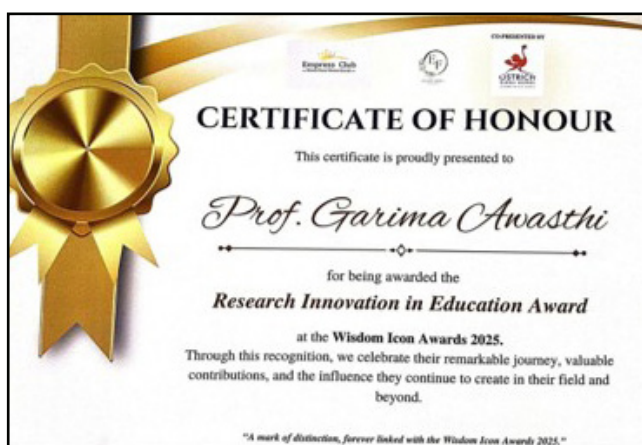 CO-PRESENTED BY
Empress Club
EF
OSTRICH
CERTIFICATE OF HONOUR
This certificate is proudly presented to
Prof. Garima Awasthi
for being awarded the
Research Innovation in Education Award
at the Wisdom Icon Awards 2025.
Through this recognition, we celebrate their remarkable journey, valuable
contributions, and the influence they continue to create in their field and
beyond.
"A mark of distinction, forever linked with the Wisdom Icon Awards 2025."